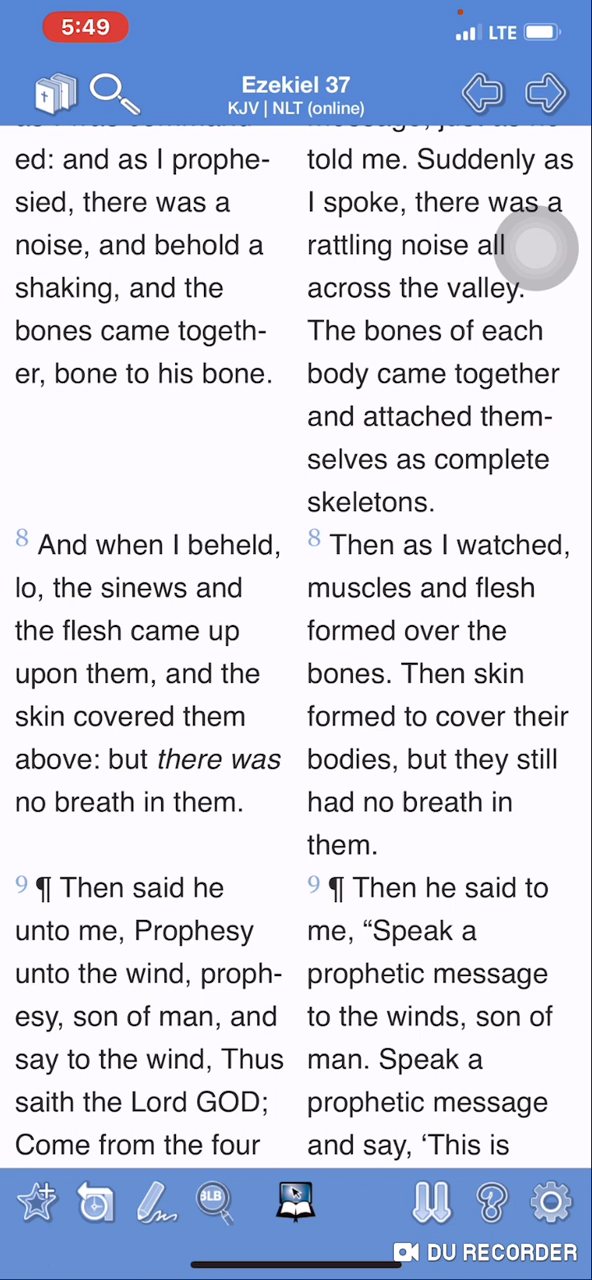 5:49
LTE
Ezekiel 37
KJV | NLT (online)
as I was command-
ed: and as I prophe-
sied, there was a
noise, and behold a
shaking, and the
bones came togeth-
er, bone to his bone.
8 And when I beheld,
lo, the sinews and
the flesh came up
upon them, and the
skin covered them
above: but there was
no breath in them.
9 ¶ Then said he
unto me, Prophesy
unto the wind, proph-
esy, son of man, and
say to the wind, Thus
saith the Lord GOD;
Come from the four
message, just as he
told me. Suddenly as
I spoke, there was a
rattling noise all
across the valley.
The bones of each
body came together
and attached them-
selves as complete
skeletons.
8 Then as I watched,
muscles and flesh
formed over the
bones. Then skin
formed to cover their
bodies, but they still
had no breath in
them.
9 ¶ Then he said to
me, “Speak a
prophetic message
to the winds, son of
man. Speak a
prophetic message
and say, ‘This is
BLB
DU RECORDER